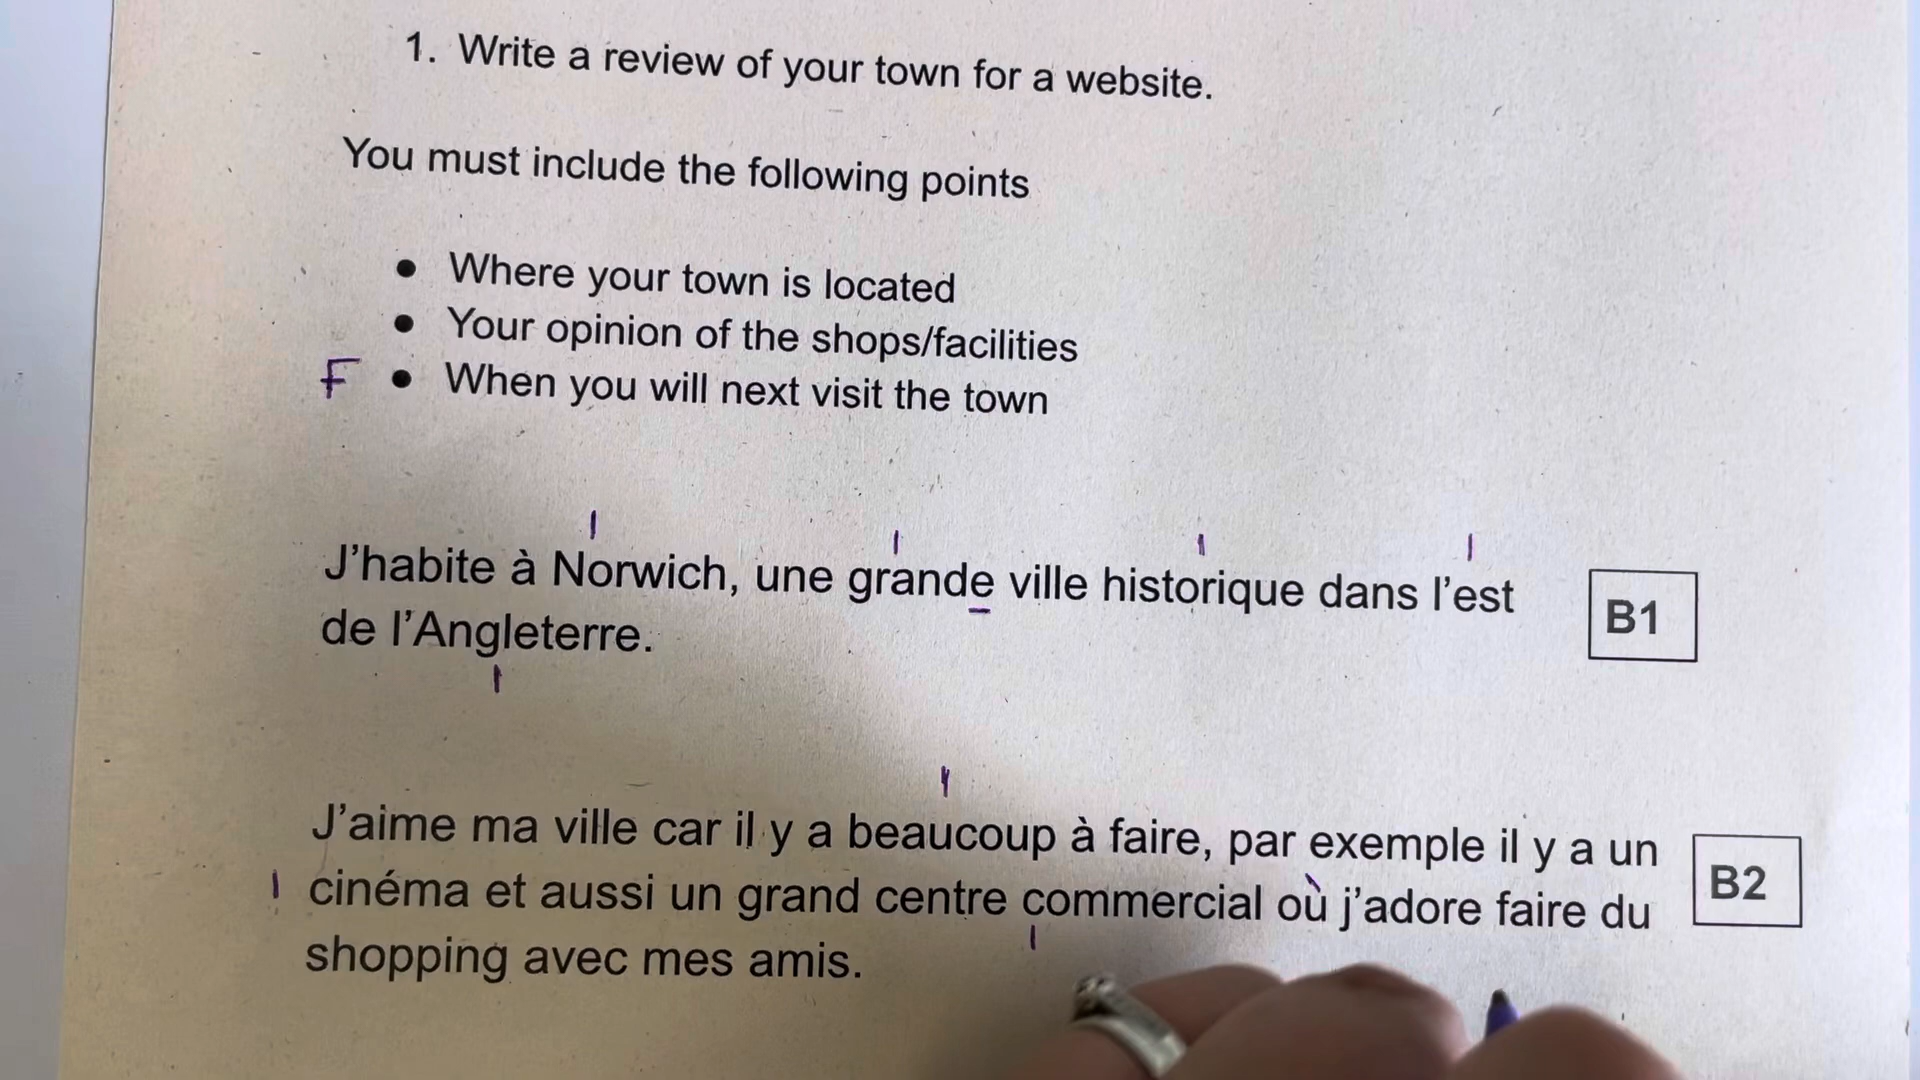 1. Write a review of your town for a website.
You must include the following points
• Where your town is located
• Your opinion of the shops/facilities
F • When you will next visit the town
J'habite à Norwich, une grande ville historique dans l'est
de l'Angleterre.
B1
J'aime ma ville car il y a beaucoup à faire, par exemple il y a un
cinéma et aussi un grand centre commercial où j'adore faire du
shopping avec mes amis.
B2